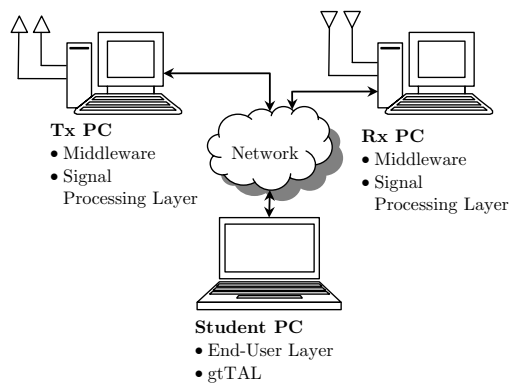 Tx PC
• Middleware
• Signal
Processing Layer
Network
Rx PC
• Middleware
• Signal
Processing Layer
Student PC
• End-User Layer
• gtTAL